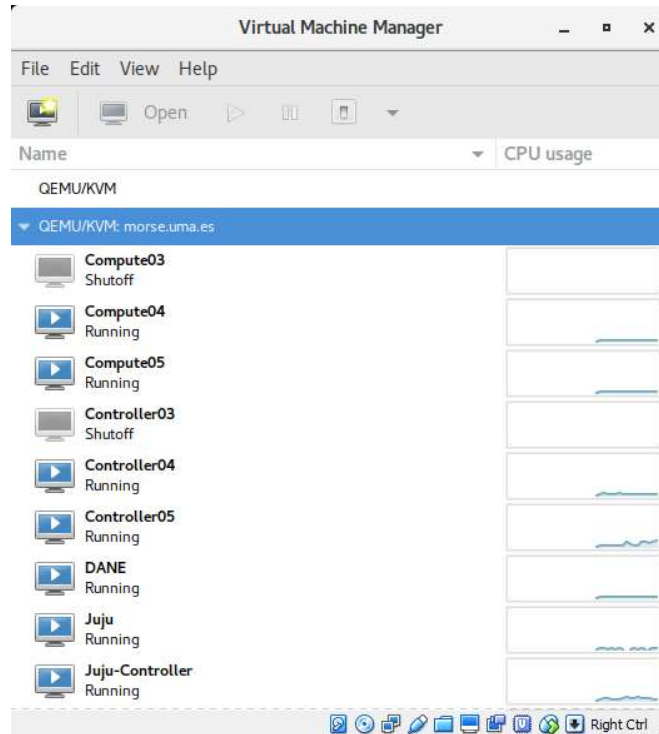 Virtual Machine Manager
File Edit View Help
Open
Name CPU usage
QEMU/KVM
QEMU/KVM: morse.uma.es
Compute03
Shutoff
Compute04
Running
Compute05
Running
Controller03
Shutoff
Controller04
Running
Controller05
Running
DANE
Running
Juju
Running
Juju-Controller
Running
Right Ctrl